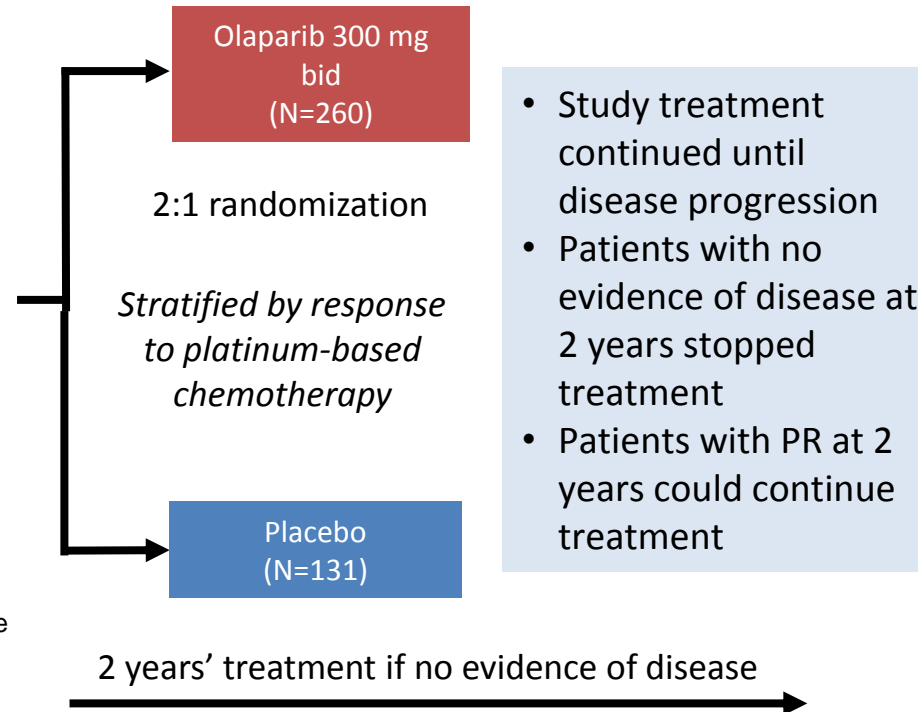 Olaparib 300 mg
bid
(N=260)
2:1 randomization
Stratified by response
to platinum-based
chemotherapy
Placebo
(N=131)
• Study treatment
continued until
disease progression
• Patients with no
evidence of disease at
2 years stopped
treatment
• Patients with PR at 2
years could continue
treatment
e
2 years’ treatment if no evidence of disease